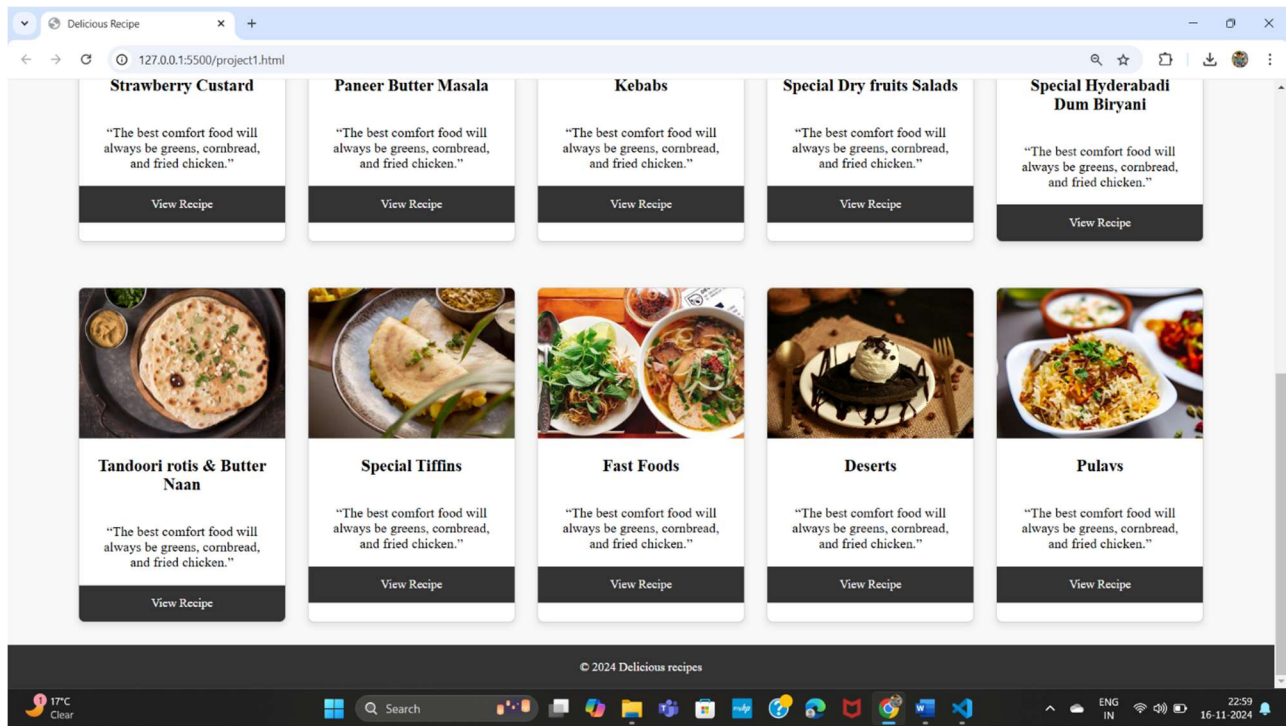 Delicious Recipe
127.0.0.1:5500/project1.html
Strawberry Custard
“The best comfort food will
always be greens, cornbread,
and fried chicken.”
View Recipe
Paneer Butter Masala
“The best comfort food will
always be greens, cornbread,
and fried chicken.”
View Recipe
Kebabs
“The best comfort food will
always be greens, cornbread,
and fried chicken.”
View Recipe
Special Dry fruits Salads
“The best comfort food will
always be greens, cornbread,
and fried chicken.”
View Recipe
Special Hyderabadi
Dum Biryani
“The best comfort food will
always be greens, cornbread,
and fried chicken.”
View Recipe
Tandoori rotis & Butter
Naan
“The best comfort food will
always be greens, cornbread,
and fried chicken.”
View Recipe
Special Tiffins
“The best comfort food will
always be greens, cornbread,
and fried chicken.”
View Recipe
Fast Foods
“The best comfort food will
always be greens, cornbread,
and fried chicken.”
View Recipe
Deserts
“The best comfort food will
always be greens, cornbread,
and fried chicken.”
View Recipe
Pulavs
“The best comfort food will
always be greens, cornbread,
and fried chicken.”
View Recipe
© 2024 Delicious recipes
1
17°C
Clear
Search
ENG
IN
22:59
16-11-2024